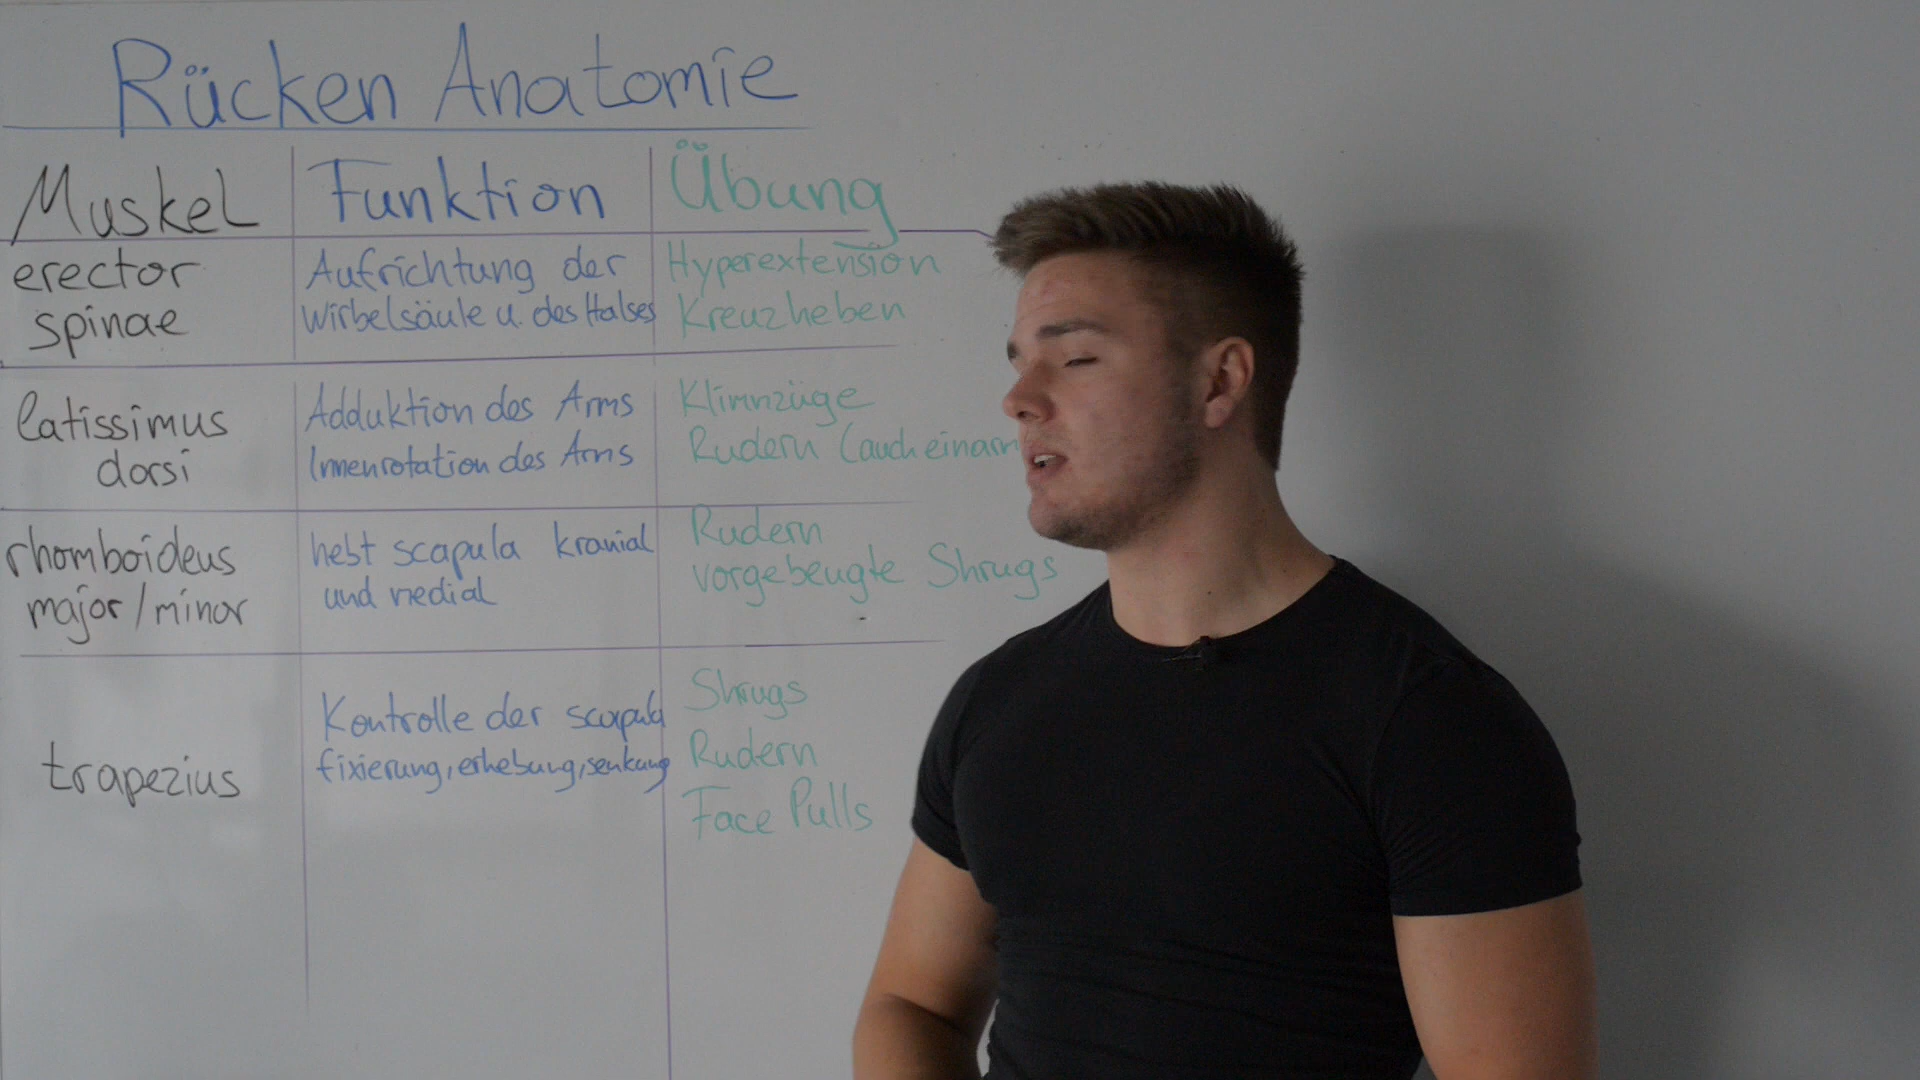 Rücken Anatomie
Muskel Funktion Übung
erector
spinae
Aufrichtung der
Wirbelsäule u. des Halses
Hyperextension
Kreuzheben
latissimus
dorsi
Adduktion des Arms
Innenrotation des Arms
Klimmzüge
Rudern (auch einarm
rhomboideus
major/minor
hebt scapula kranial
und medial
Rudern
vorgebeugte Shrugs
trapezius
Kontrolle der scapula
fixierung, erhebung, senkung
Shrugs
Rudern
Face Pulls